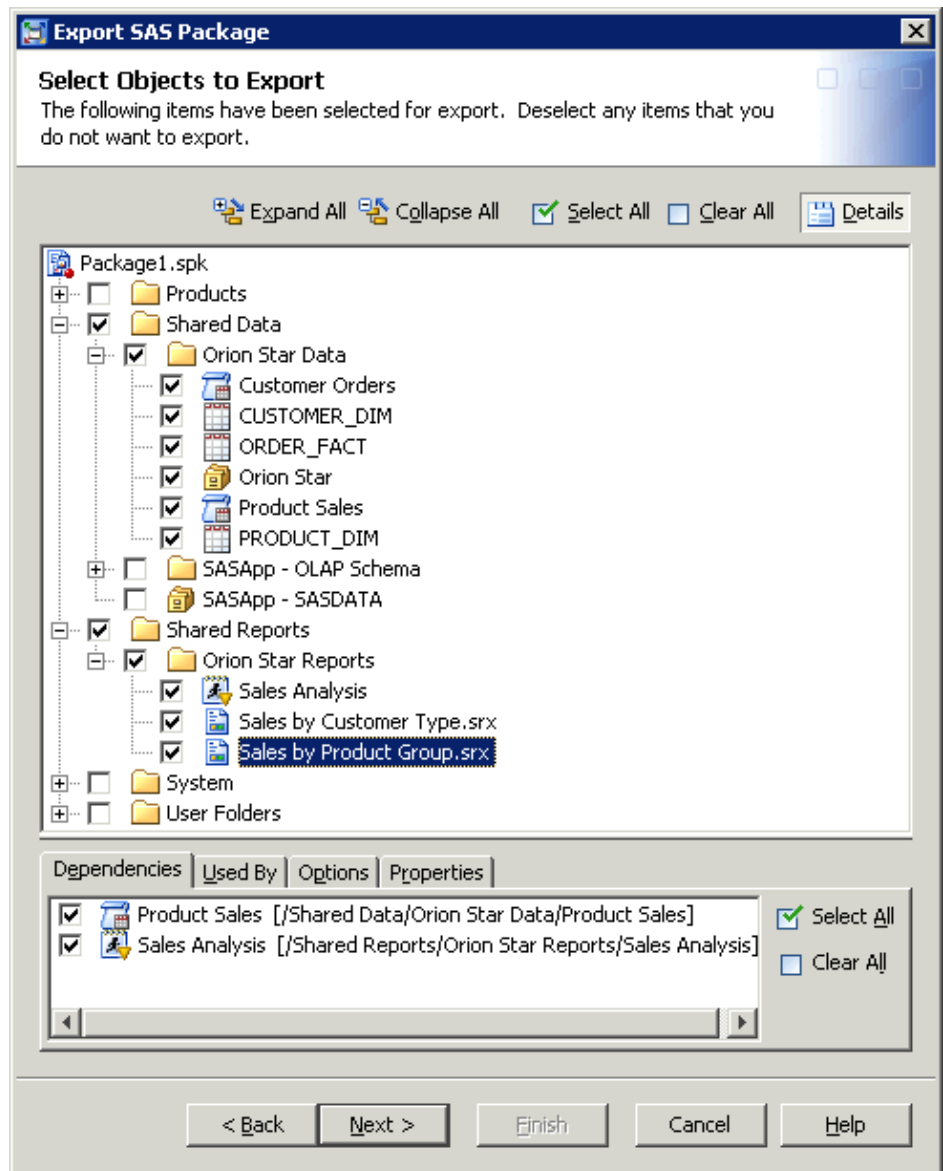 Export SAS Package
Select Objects to Export
The following items have been selected for export. Deselect any items that you
do not want to export.
Expand All Collapse All Select All Clear All Details
Package1.spk
Products
Shared Data
Orion Star Data
Customer Orders
CUSTOMER_DIM
ORDER_FACT
Orion Star
Product Sales
PRODUCT_DIM
SASApp - OLAP Schema
SASApp - SASDATA
Shared Reports
Orion Star Reports
Sales Analysis
Sales by Customer Type.srx
Sales by Product Group.srx
System
User Folders
Dependencies Used By Options Properties
Product Sales [/Shared Data/Orion Star Data/Product Sales] Select All
Sales Analysis [/Shared Reports/Orion Star Reports/Sales Analysis] Clear All
< Back Next > Finish Cancel Help